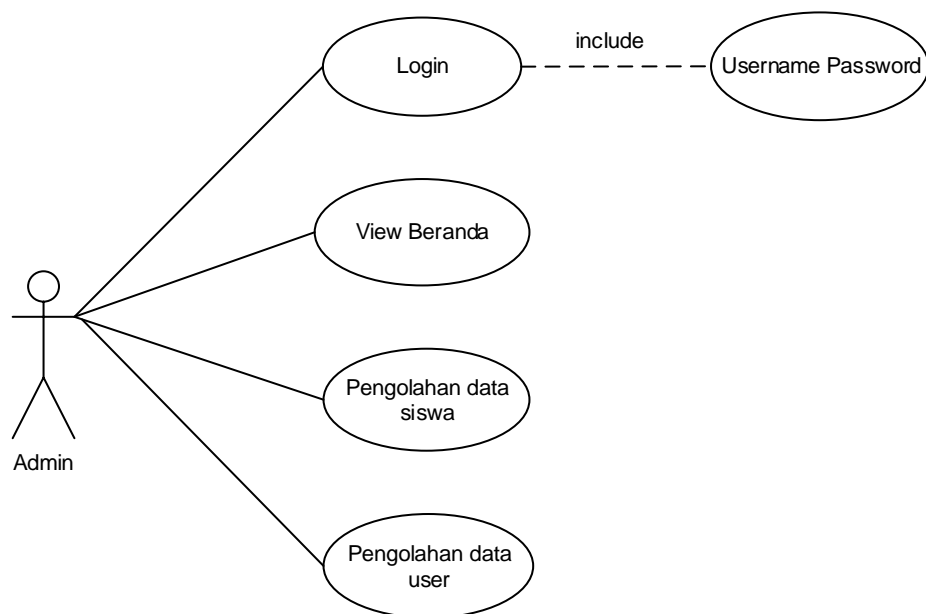 include
Login
Username Password
View Beranda
Pengolahan data
siswa
Admin
Pengolahan data
user